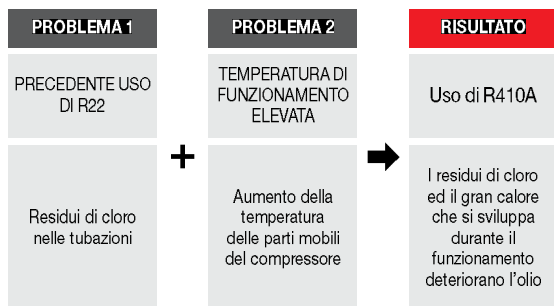 PROBLEMA 1
PRECEDENTE USO
DI R22
Residui di cloro
nelle tubazioni
+
PROBLEMA 2
TEMPERATURA DI
FUNZIONAMENTO
ELEVATA
Aumento della
temperatura
delle parti mobili
del compressore
RISULTATO
Uso di R410A
I residui di cloro
ed il gran calore
che si sviluppa
durante il
funzionamento
deteriorano l'olio